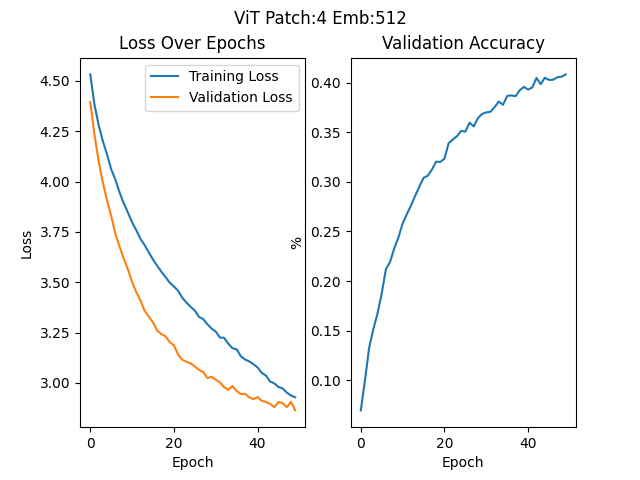 ViT Patch:4 Emb:512
Loss Over Epochs
Training Loss
Validation Loss
4.50
4.25
4.00
3.75
3.50
3.25
3.00
Loss
0
20
40
Epoch
Validation Accuracy
0.40
0.35
0.30
0.25
0.20
0.15
0.10
%
0
20
40
Epoch